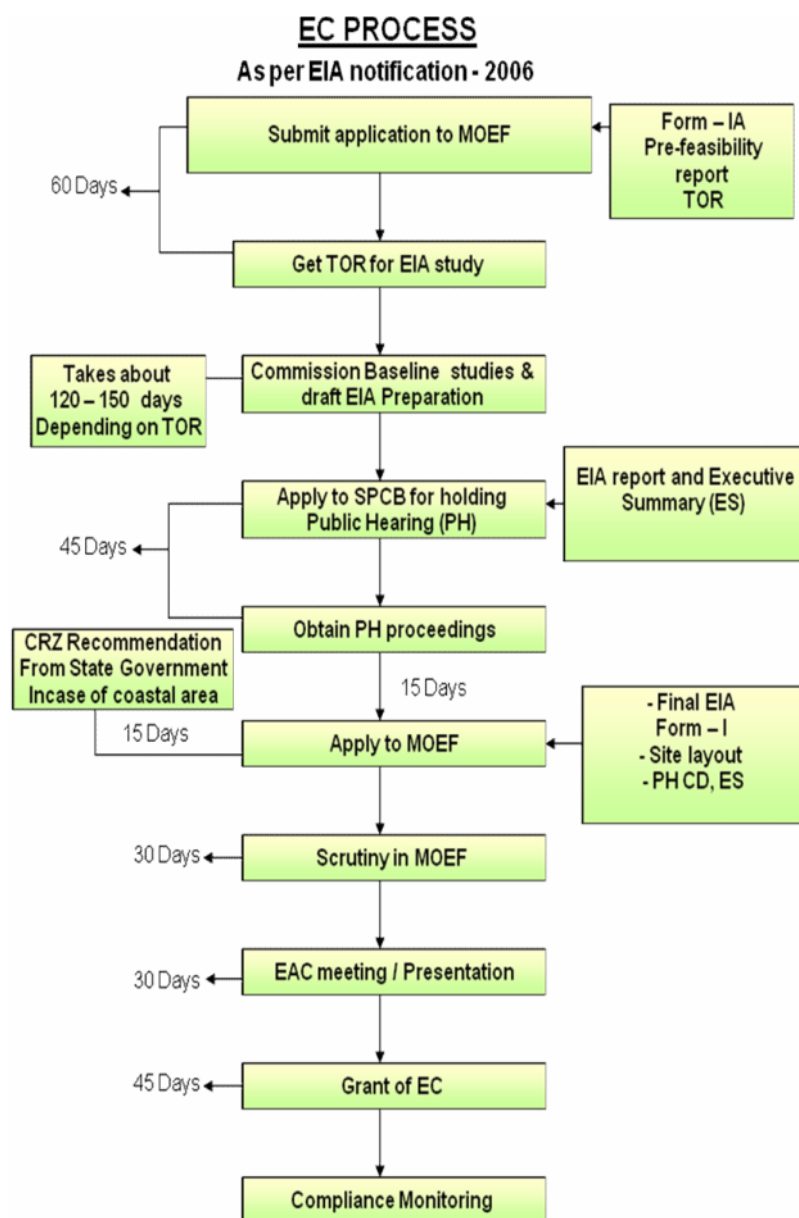 EC PROCESS
As per EIA notification - 2006
Submit application to MOEF
Form – IA
Pre-feasibility
report
TOR
60 Days
Get TOR for EIA study
Takes about
120 – 150 days
Depending on TOR
Commission Baseline studies &
draft EIA Preparation
Apply to SPCB for holding
Public Hearing (PH)
EIA report and Executive
Summary (ES)
45 Days
Obtain PH proceedings
CRZ Recommendation
From State Government
Incase of coastal area
15 Days
15 Days
Apply to MOEF
- Final EIA
Form – I
- Site layout
- PH CD, ES
30 Days
Scrutiny in MOEF
30 Days
EAC meeting / Presentation
45 Days
Grant of EC
Compliance Monitoring